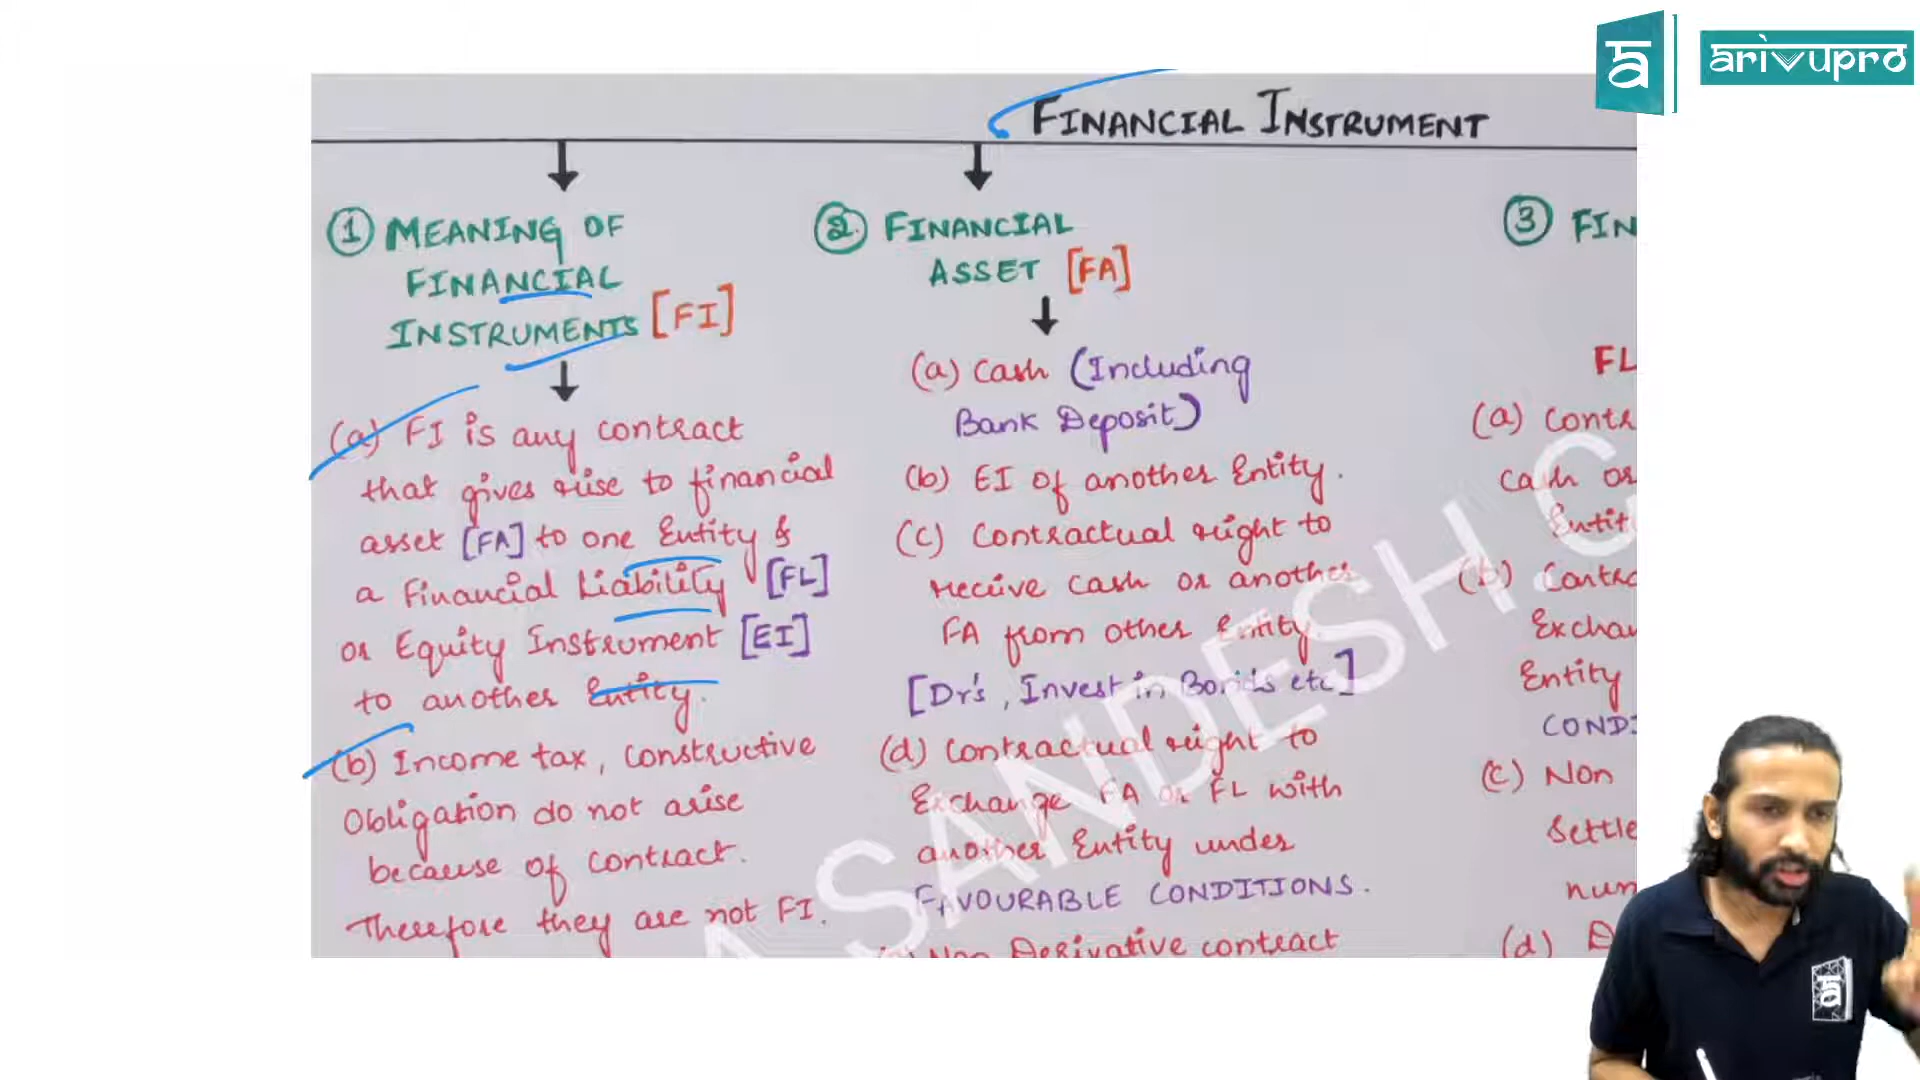 arivupro
FINANCIAL INSTRUMENT
① MEANING OF
FINANCIAL
INSTRUMENTS [FI]
(a) FI is any contract
that gives rise to financial
asset [FA] to one Entity &
a Financial Liability [FL]
or Equity Instrument [EI]
to another Entity.
(b) Income tax, constructive
Obligation do not arise
because of contract.
Therefore they are not FI.
② FINANCIAL
ASSET [FA]
(a) Cash (Including
Bank Deposit)
(b) EI of another Entity.
(c) Contractual right to
receive cash or another
FA from other Entity.
[Dr's, Invest in Bonds etc]
(d) Contractual right to
Exchange FA or FL with
another Entity under
FAVOURABLE CONDITIONS.
Non Derivative contract
③ FIN
FL
(a) Contr
cash or
Entit
(b) Contra
Exchan
Entity
CONDI
(c) Non
Settle
num
(d) D
A SANDESH G